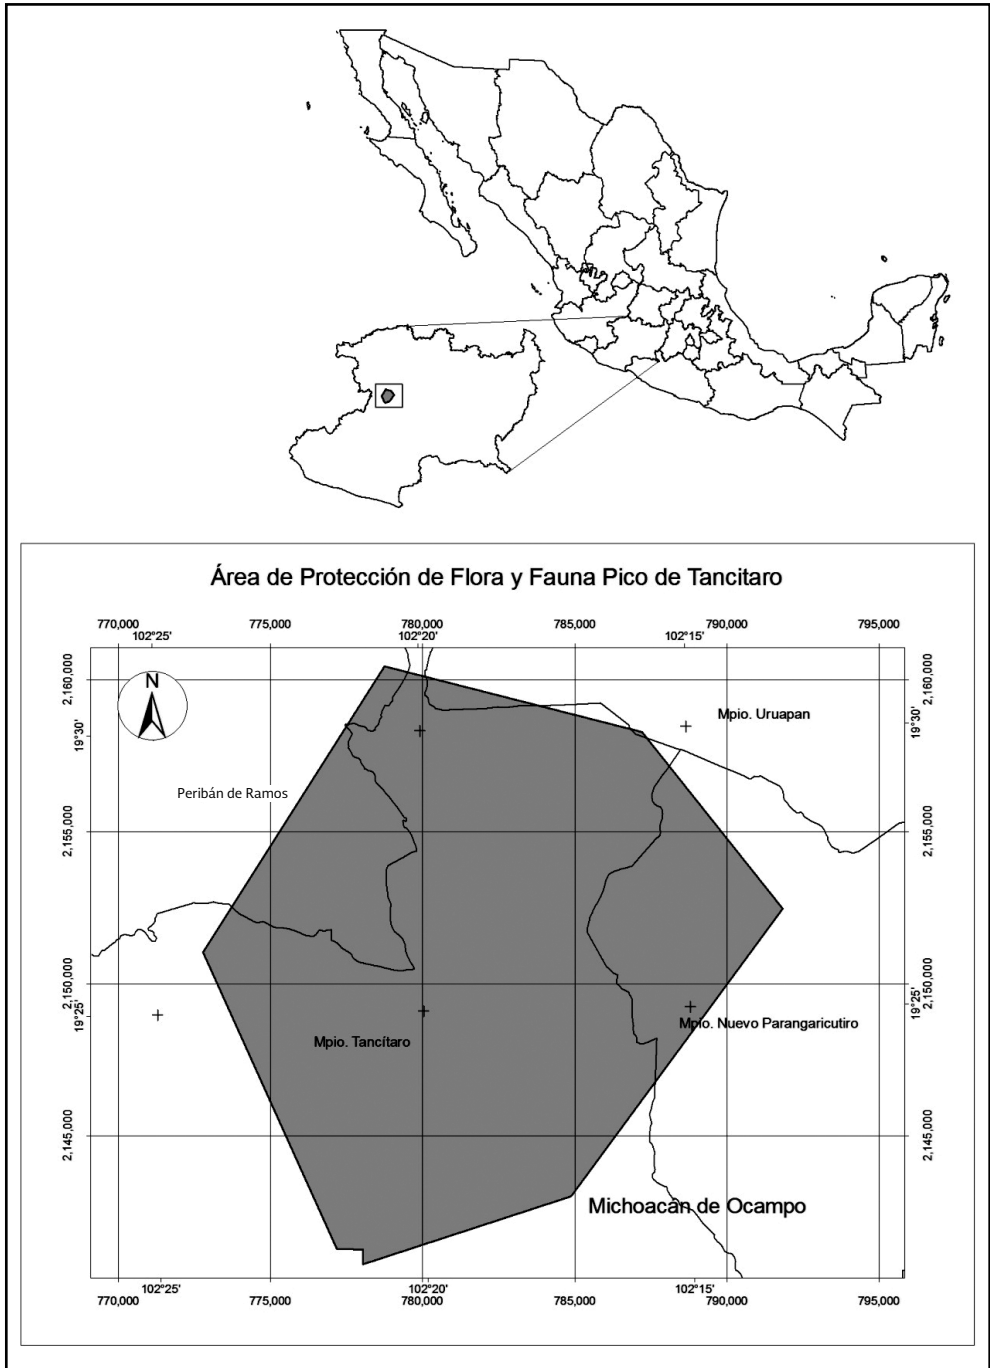 Área de Protección de Flora y Fauna Pico de Tancitaro
770,000 775,000 780,000 785,000 790,000 795,000
102°25' 102°20' 102°15'
N
2,160,000 2,160,000
19°30' 19°30'
Mpio. Uruapan
Peribán de Ramos
2,155,000 2,155,000
2,150,000 2,150,000
19°25' 19°25'
Mpio. Nuevo Parangaricutiro
Mpio. Tancítaro
2,145,000 2,145,000
Michoacán de Ocampo
102°25' 102°20' 102°15'
770,000 775,000 780,000 785,000 790,000 795,000